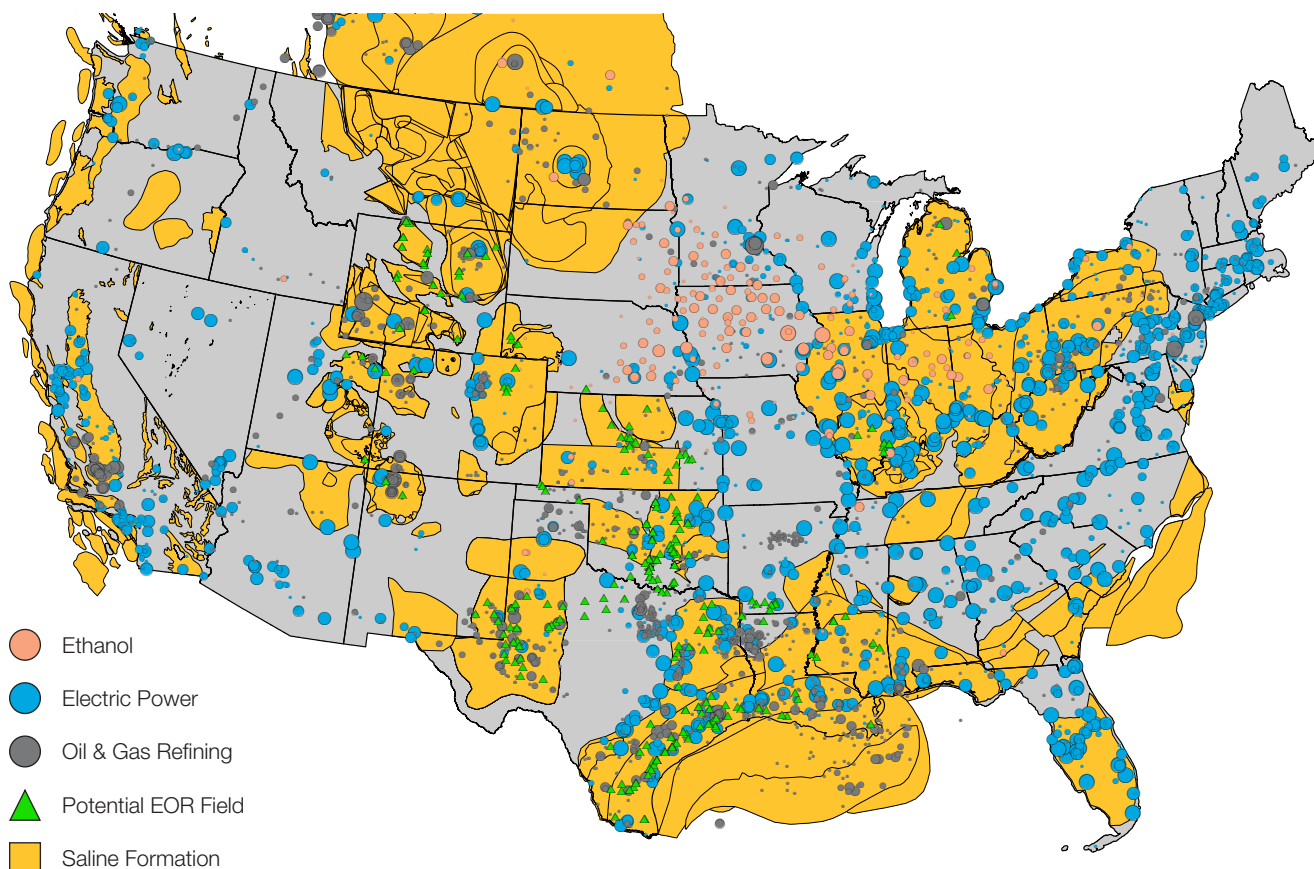 Ethanol
Electric Power
Oil & Gas Refining
Potential EOR Field
Saline Formation